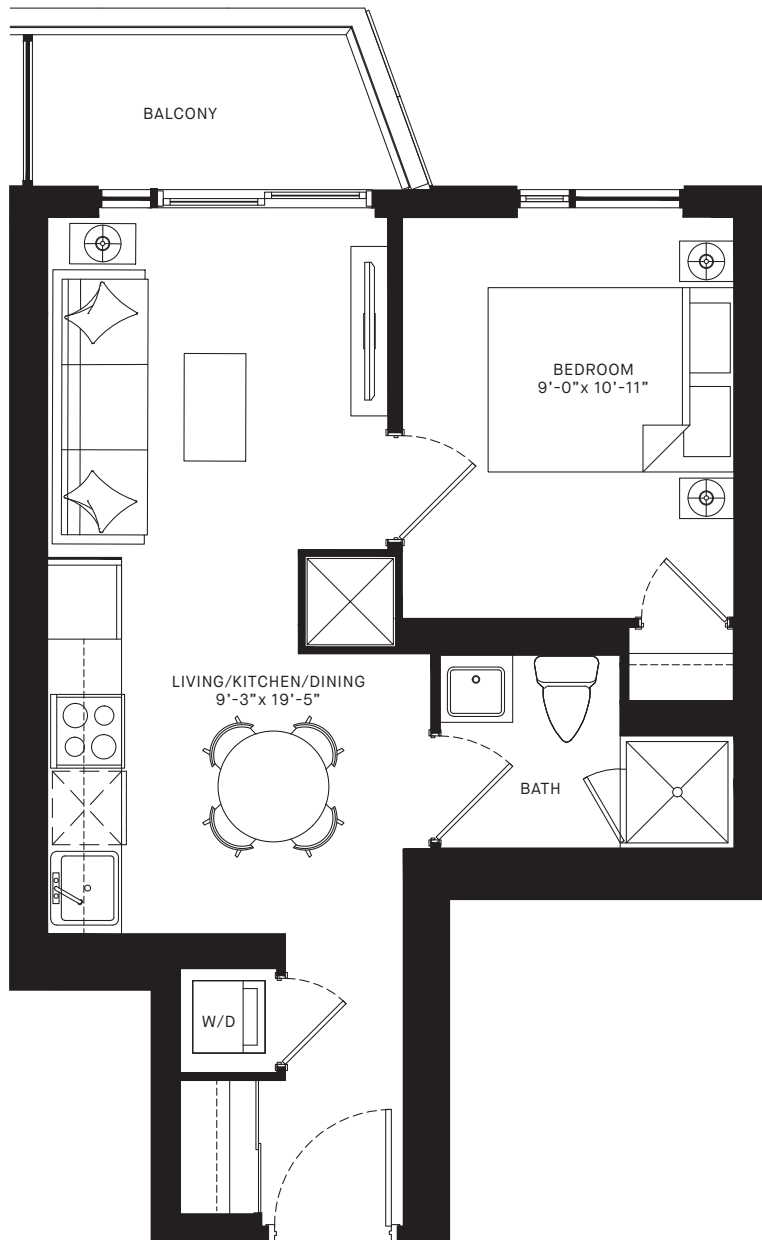 BALCONY
BEDROOM
9’-0”x 10’-11”
LIVING/KITCHEN/DINING
9’-3”x 19’-5”
BATH
W/D